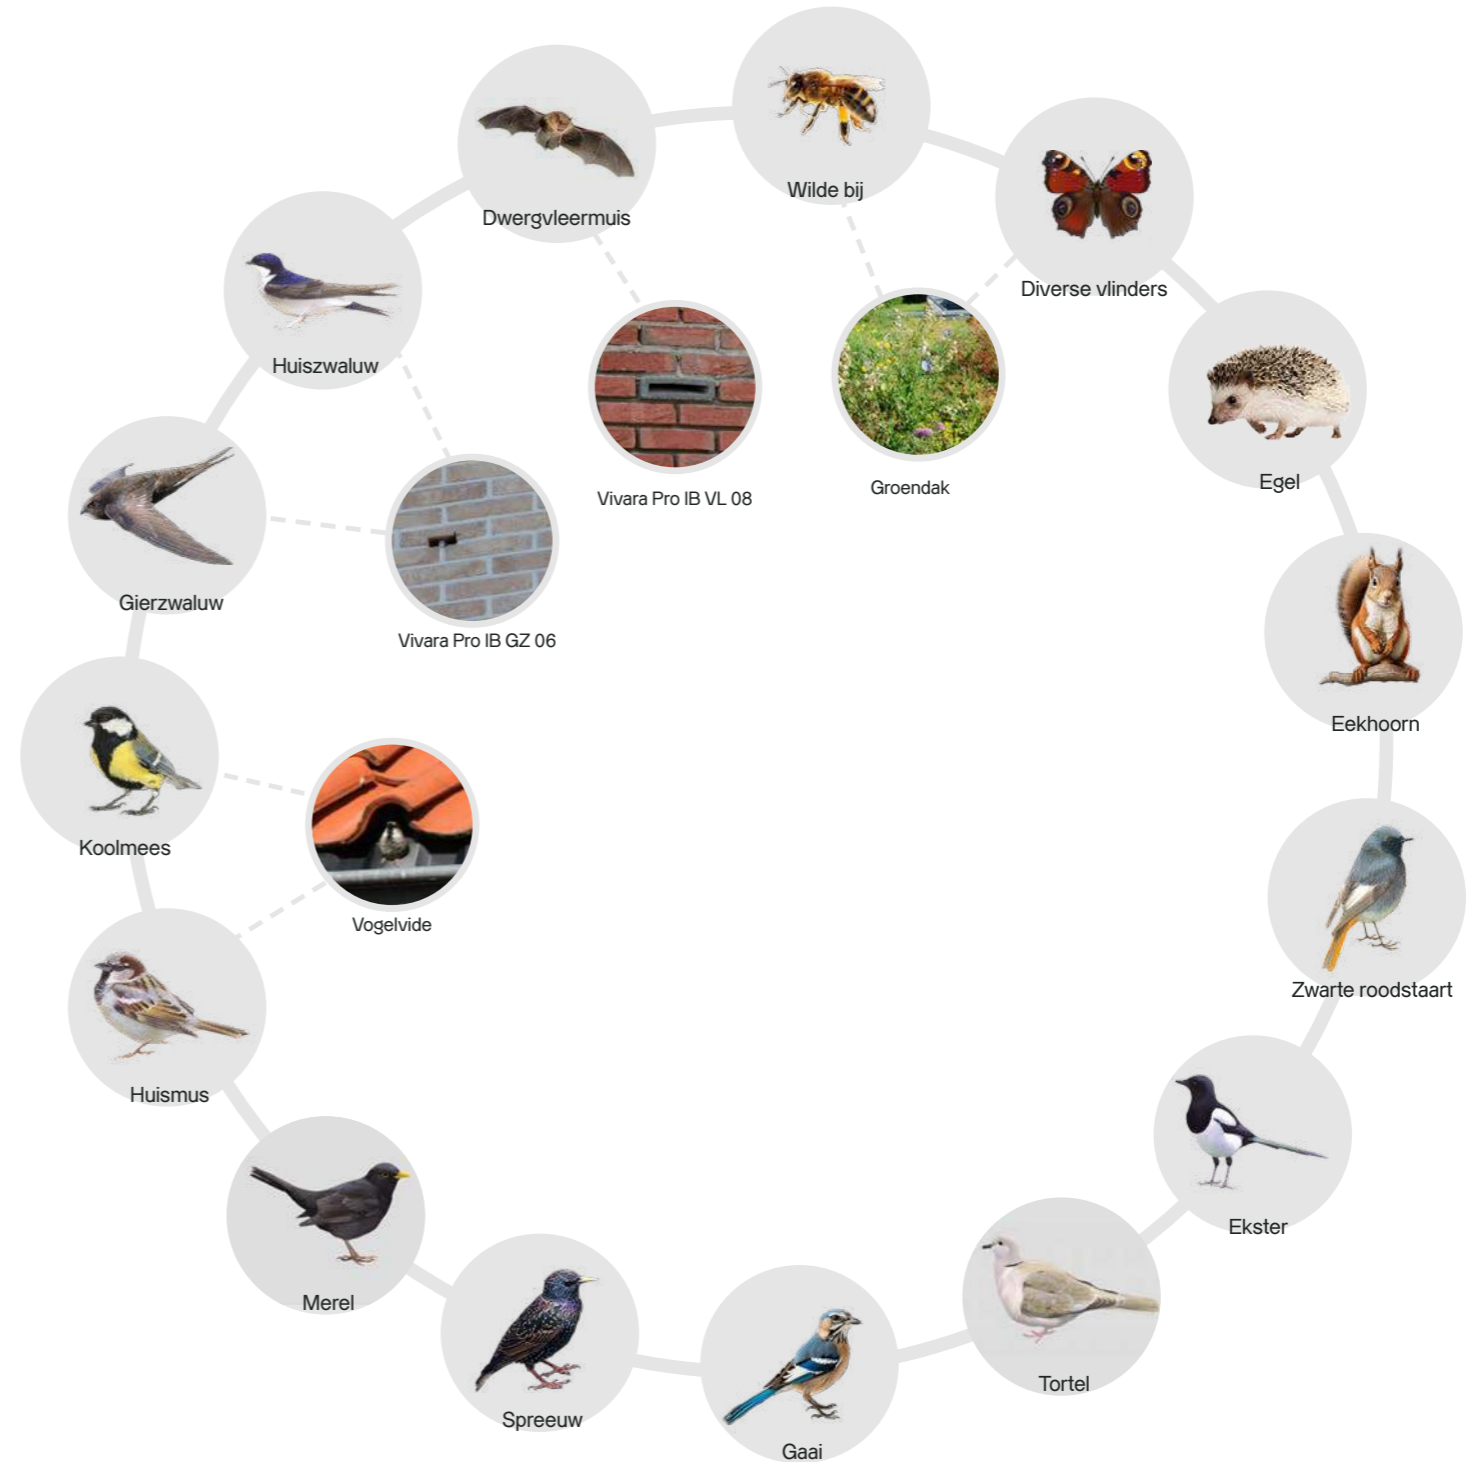 Wilde bij
Dwergvleermuis
Diverse vlinders
Huiszwaluw
Egel
Groendak
Vivara Pro IB VL 08
Gierzwaluw
Vivara Pro IB GZ 06
Eekhoorn
Koolmees
Vogelvide
Zwarte roodstaart
Huismus
Ekster
Merel
Tortel
Spreeuw
Gaai